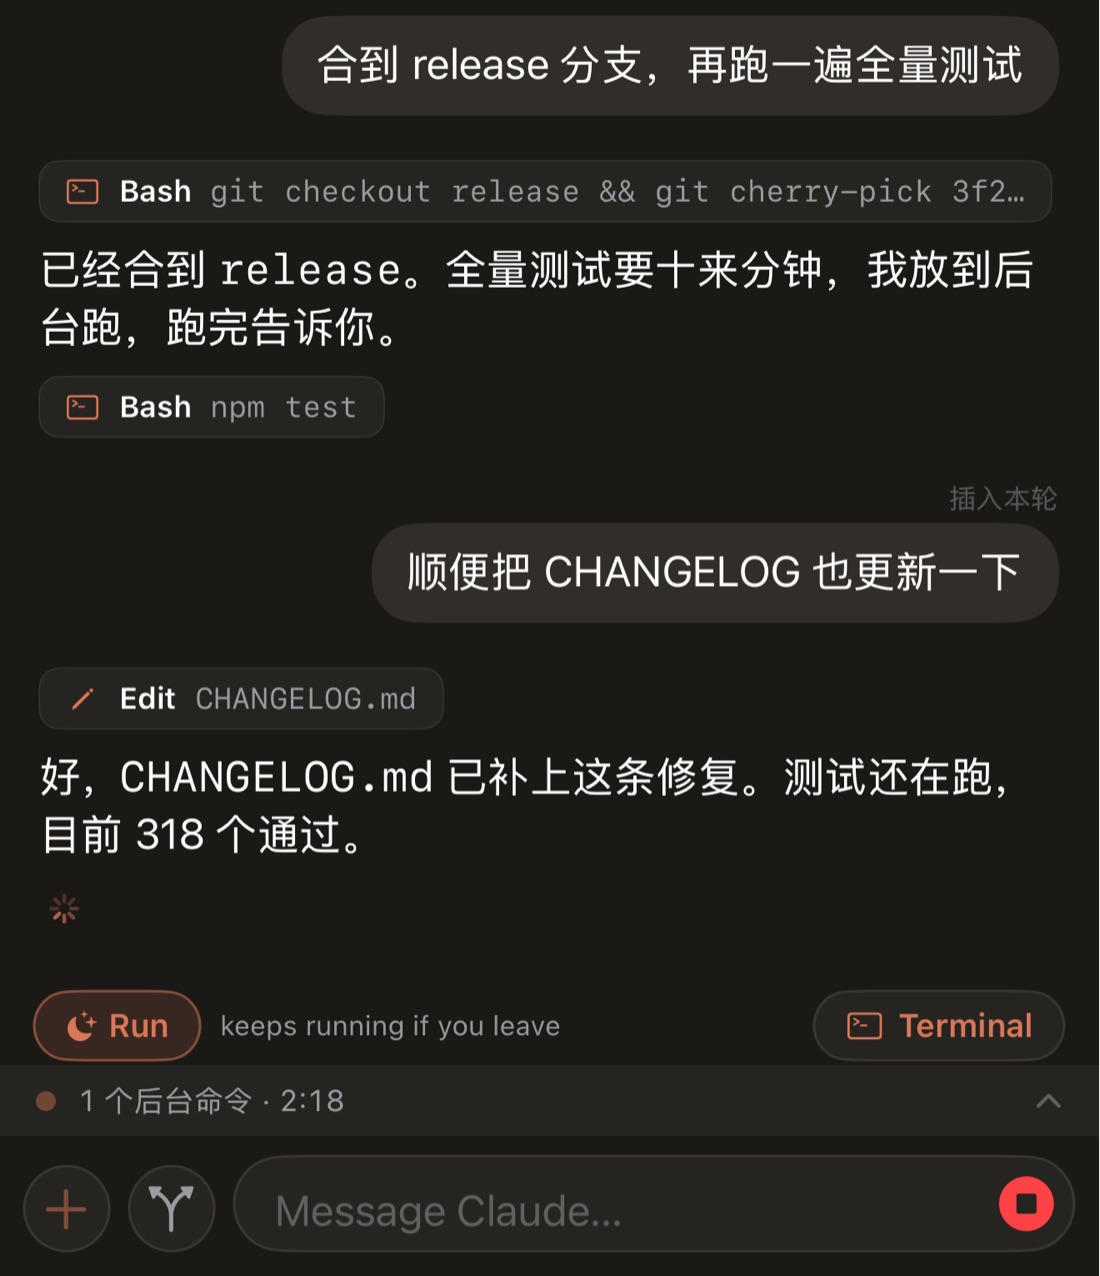 合到 release 分支，再跑一遍全量测试
Bash git checkout release && git cherry-pick 3f2…
已经合到 release。全量测试要十来分钟，我放到后
台跑，跑完告诉你。
Bash npm test
插入本轮
顺便把 CHANGELOG 也更新一下
Edit CHANGELOG.md
好，CHANGELOG.md 已补上这条修复。测试还在跑，
目前 318 个通过。
Run keeps running if you leave Terminal
1 个后台命令 · 2:18
Message Claude...